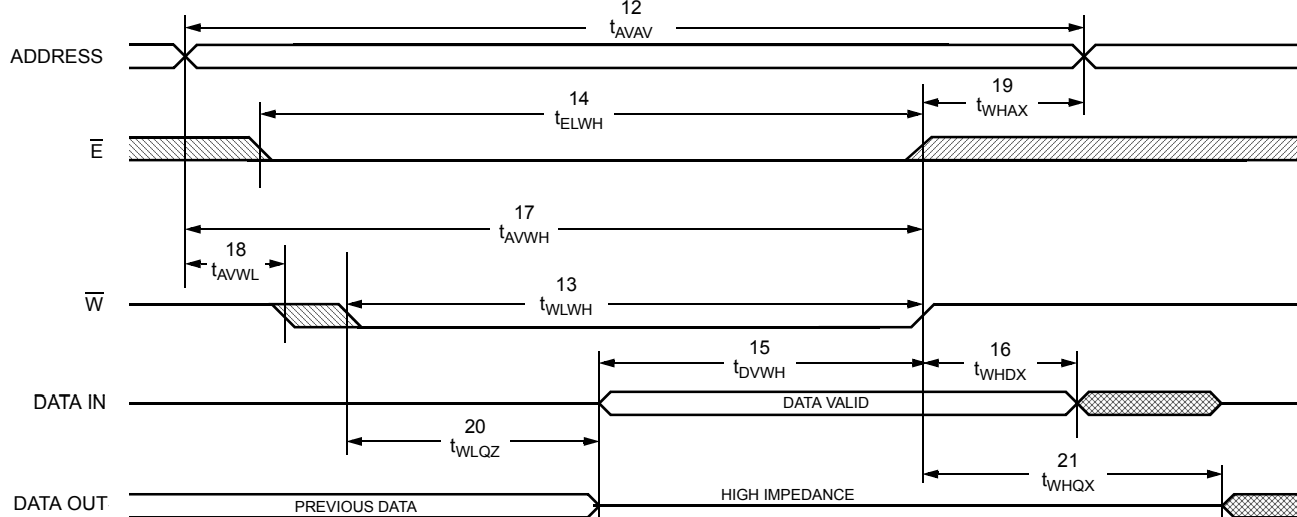 12
tAVAV
ADDRESS
14
tELWH
19
tWHAX
E
17
tAVWH
18
tAVWL
W
13
tWLWH
15
tDVWH
16
tWHDX
DATA IN
DATA VALID
20
tWLQZ
21
tWHQX
DATA OUT
PREVIOUS DATA
HIGH IMPEDANCE